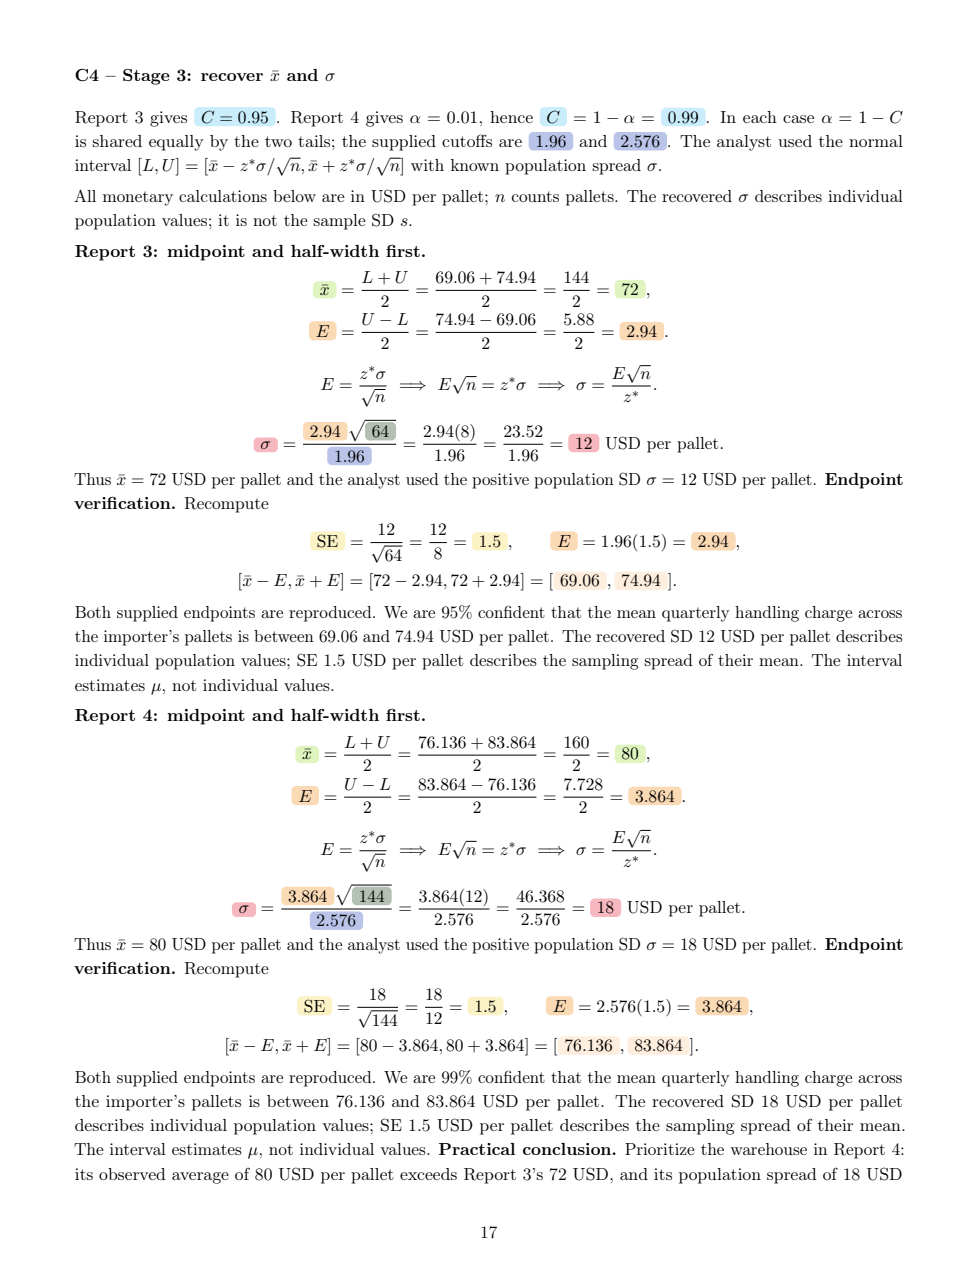 C4 – Stage 3: recover x̄ and σ
Report 3 gives C = 0.95 . Report 4 gives α = 0.01, hence C = 1 − α = 0.99 . In each case α = 1 − C
is shared equally by the two tails; the supplied cutoffs are 1.96 and 2.576 . The analyst used the normal
interval [L, U] = [x̄ − z*σ/√n, x̄ + z*σ/√n] with known population spread σ.
All monetary calculations below are in USD per pallet; n counts pallets. The recovered σ describes individual
population values; it is not the sample SD s.
Report 3: midpoint and half-width first.
x̄ = (L + U)/2 = (69.06 + 74.94)/2 = 144/2 = 72 ,
E = (U − L)/2 = (74.94 − 69.06)/2 = 5.88/2 = 2.94 .
E = z*σ/√n ⟹ E√n = z*σ ⟹ σ = E√n/z*.
σ = 2.94 √64/1.96 = 2.94(8)/1.96 = 23.52/1.96 = 12 USD per pallet.
Thus x̄ = 72 USD per pallet and the analyst used the positive population SD σ = 12 USD per pallet. Endpoint
verification. Recompute
SE = 12/√64 = 12/8 = 1.5 , E = 1.96(1.5) = 2.94 ,
[x̄ − E, x̄ + E] = [72 − 2.94, 72 + 2.94] = [ 69.06 , 74.94 ].
Both supplied endpoints are reproduced. We are 95% confident that the mean quarterly handling charge across
the importer's pallets is between 69.06 and 74.94 USD per pallet. The recovered SD 12 USD per pallet describes
individual population values; SE 1.5 USD per pallet describes the sampling spread of their mean. The interval
estimates μ, not individual values.
Report 4: midpoint and half-width first.
x̄ = (L + U)/2 = (76.136 + 83.864)/2 = 160/2 = 80 ,
E = (U − L)/2 = (83.864 − 76.136)/2 = 7.728/2 = 3.864 .
E = z*σ/√n ⟹ E√n = z*σ ⟹ σ = E√n/z*.
σ = 3.864 √144/2.576 = 3.864(12)/2.576 = 46.368/2.576 = 18 USD per pallet.
Thus x̄ = 80 USD per pallet and the analyst used the positive population SD σ = 18 USD per pallet. Endpoint
verification. Recompute
SE = 18/√144 = 18/12 = 1.5 , E = 2.576(1.5) = 3.864 ,
[x̄ − E, x̄ + E] = [80 − 3.864, 80 + 3.864] = [ 76.136 , 83.864 ].
Both supplied endpoints are reproduced. We are 99% confident that the mean quarterly handling charge across
the importer's pallets is between 76.136 and 83.864 USD per pallet. The recovered SD 18 USD per pallet
describes individual population values; SE 1.5 USD per pallet describes the sampling spread of their mean.
The interval estimates μ, not individual values. Practical conclusion. Prioritize the warehouse in Report 4:
its observed average of 80 USD per pallet exceeds Report 3's 72 USD, and its population spread of 18 USD
17